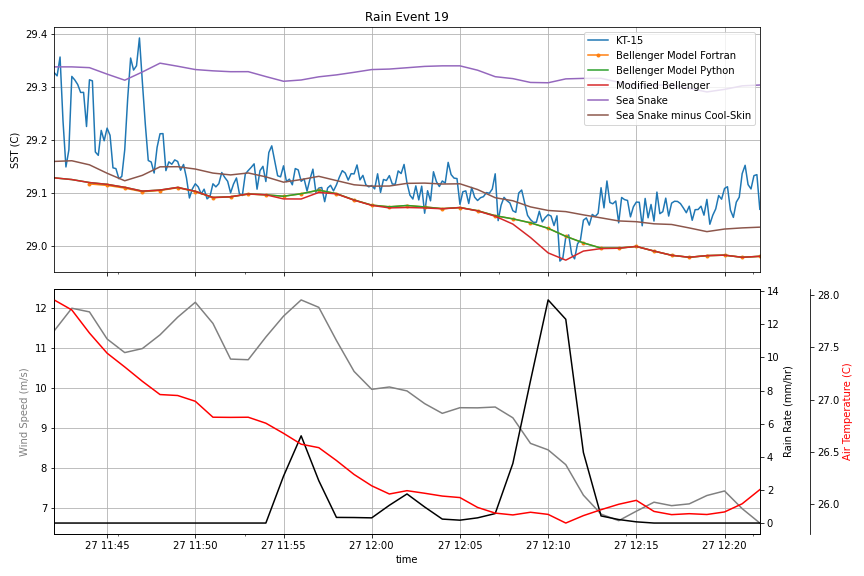 Rain Event 19
29.4
29.3
29.2
29.1
29.0
SST (C)
KT-15
Bellenger Model Fortran
Bellenger Model Python
Modified Bellenger
Sea Snake
Sea Snake minus Cool-Skin
12
11
10
9
8
7
Wind Speed (m/s)
14
12
10
8
6
4
2
0
Rain Rate (mm/hr)
28.0
27.5
27.0
26.5
26.0
Air Temperature (C)
27 11:45 27 11:50 27 11:55 27 12:00 27 12:05 27 12:10 27 12:15 27 12:20
time